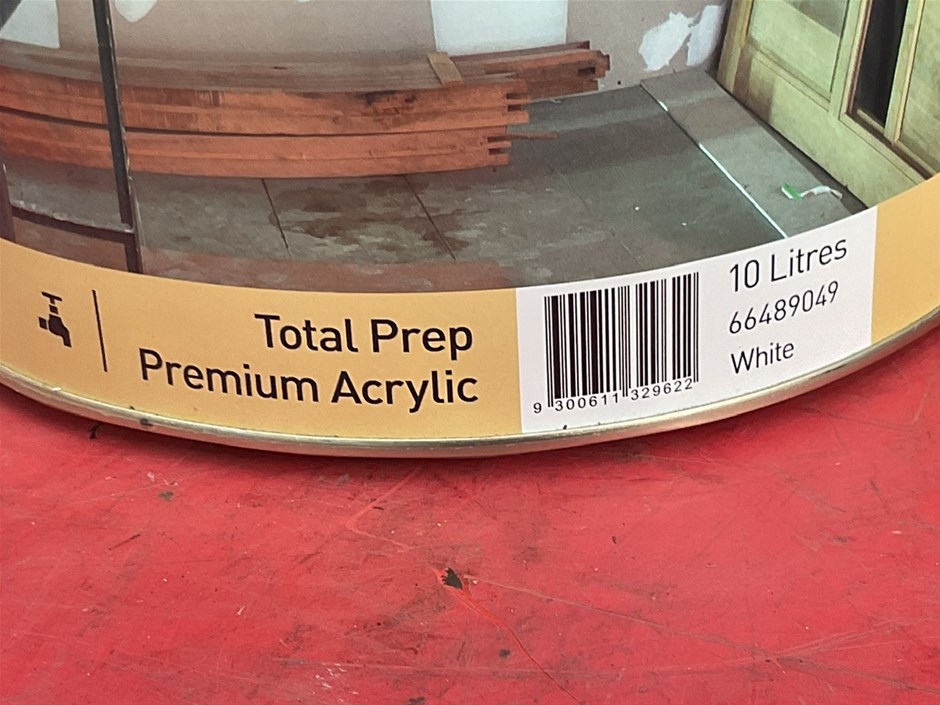 Total Prep
Premium Acrylic
9 300611 329622
10 Litres
66489049
White